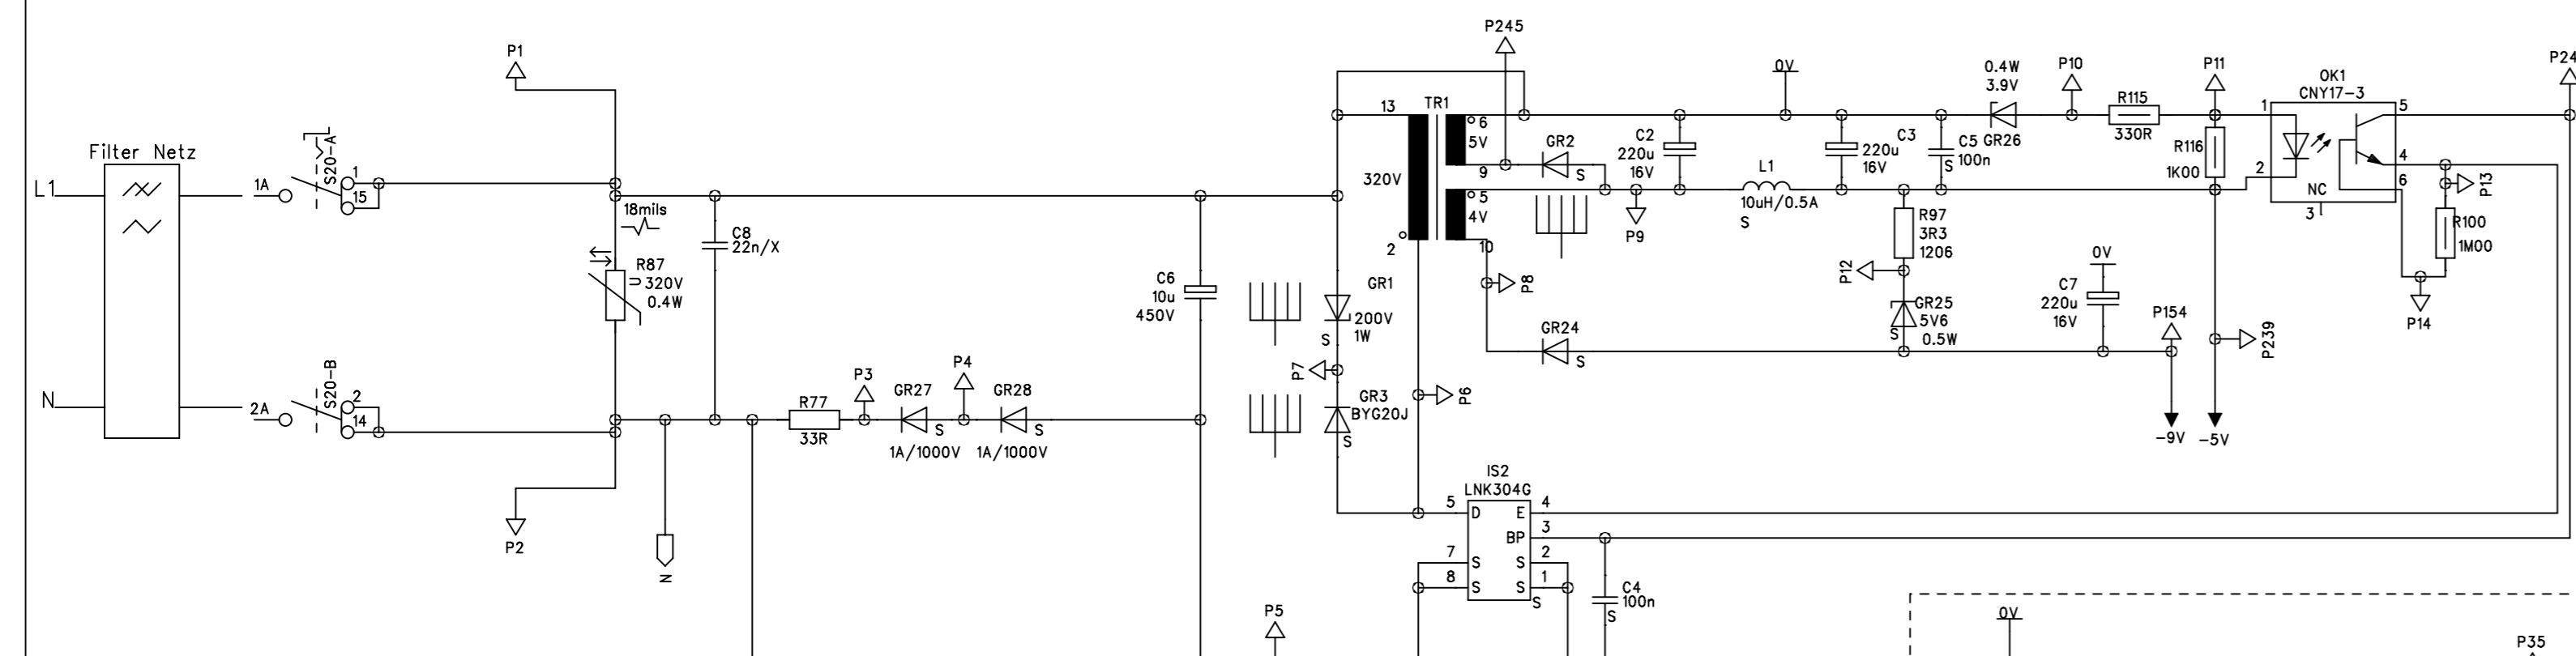 P245
P1
0V
0.4W
3.9V
P10
P11
P24
OK1
CNY17-3
Filter Netz
S20-A
1A
1
15
L1
13
TR1
6
5V
9
GR2
S
C2
220u
16V
C3
220u
16V
C5
100n
S
GR26
R115
330R
R116
1K00
1
2
NC
3
5
4
6
P13
R100
1M00
P14
320V
5
4V
10
2
P9
L1
10uH/0.5A
S
R97
3R3
1206
P12
0V
C7
220u
16V
P154
P239
-9V
-5V
18mils
R87
U
320V
0.4W
C8
22n/X
C6
10u
450V
GR1
200V
1W
S
P8
GR24
S
GR25
5V6
0.5W
S
P7
GR3
BYG20J
S
P6
N
S20-B
2A
2
14
P3
P4
R77
33R
GR27
S
1A/1000V
GR28
S
1A/1000V
P2
N
IS2
LNK304G
5
D
E
4
BP
3
7
S
S
2
8
S
S
1
S
C4
100n
S
P5
0V
P35